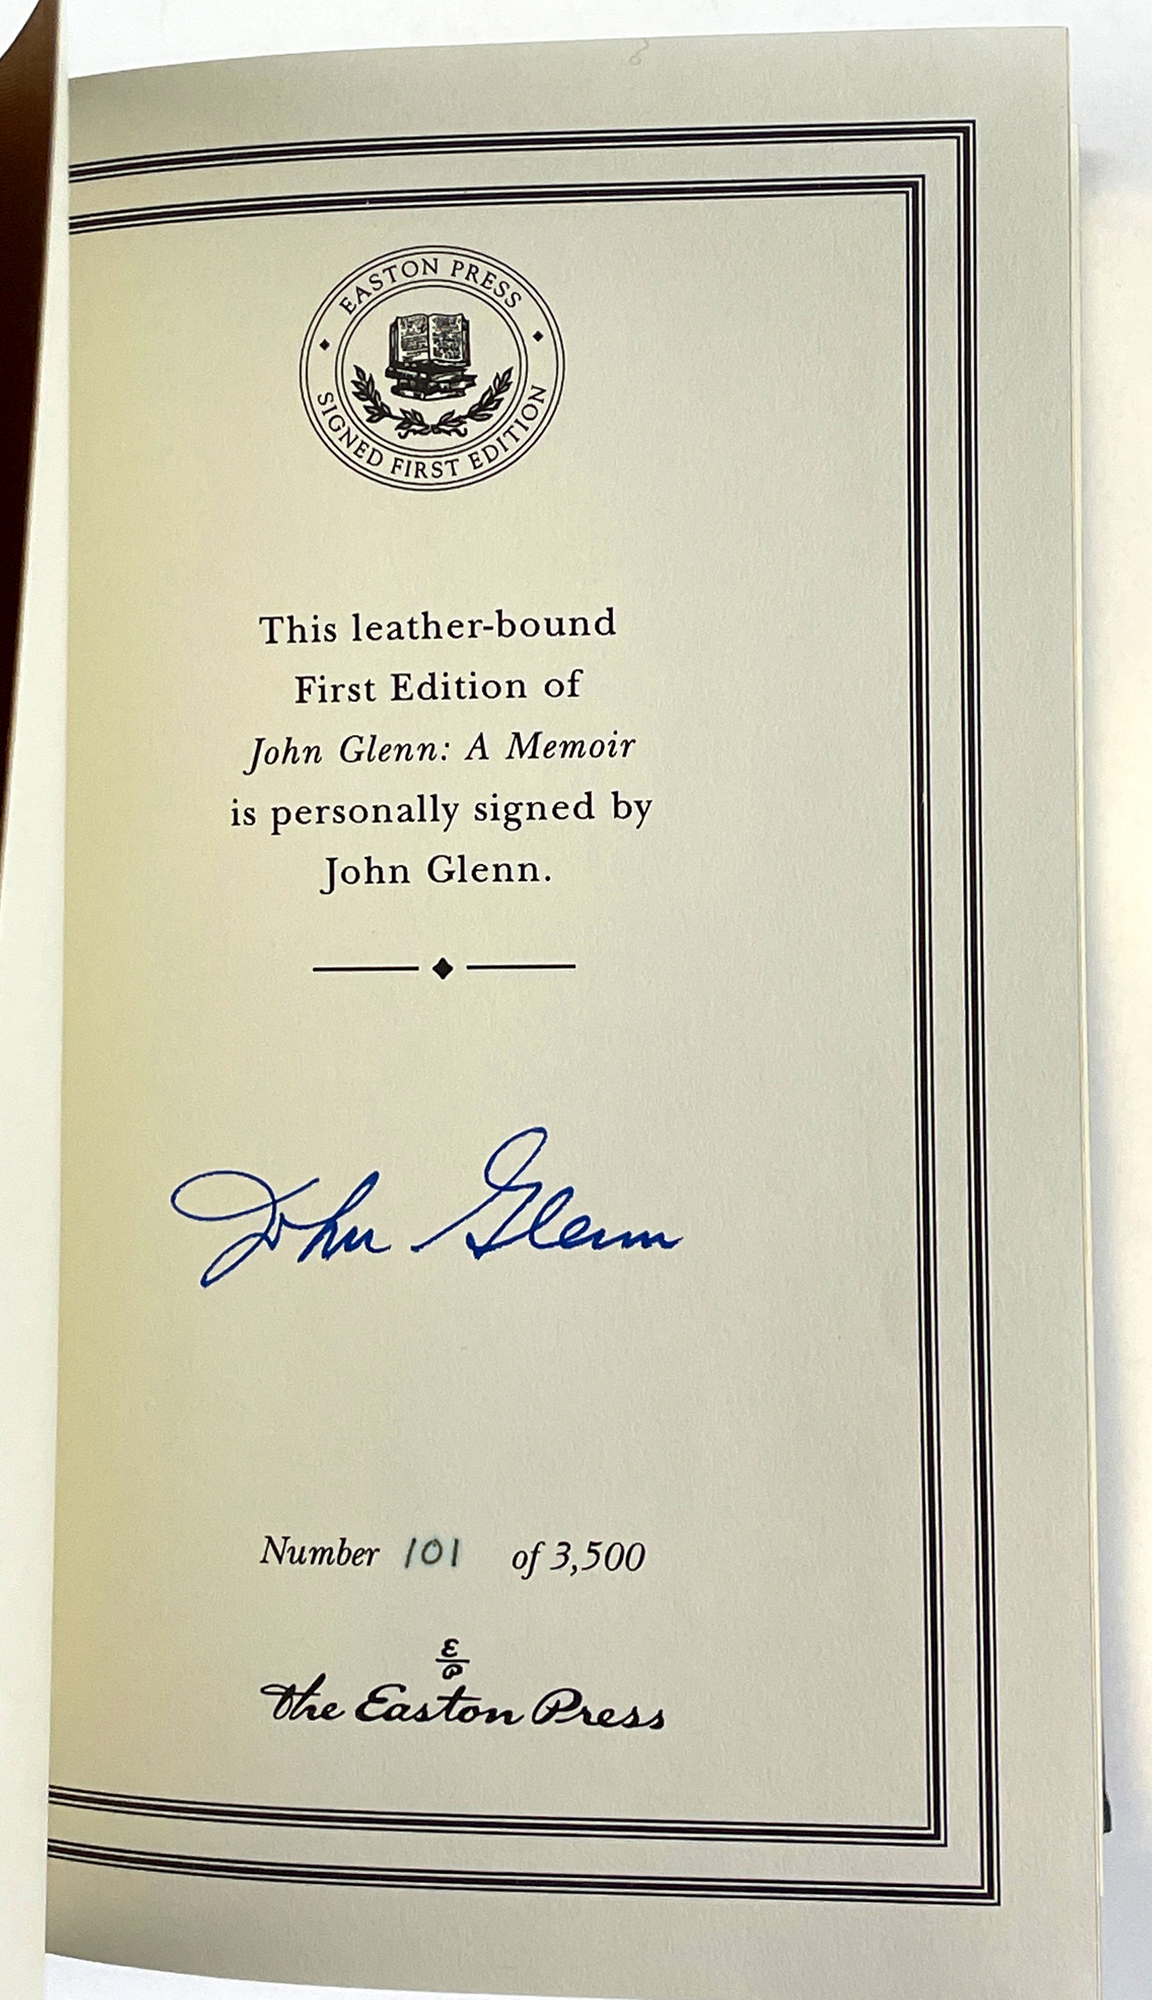 EASTON PRESS
SIGNED FIRST EDITION
This leather-bound
First Edition of
John Glenn: A Memoir
is personally signed by
John Glenn.
John Glenn
Number 101 of 3,500
E/P
The Easton Press